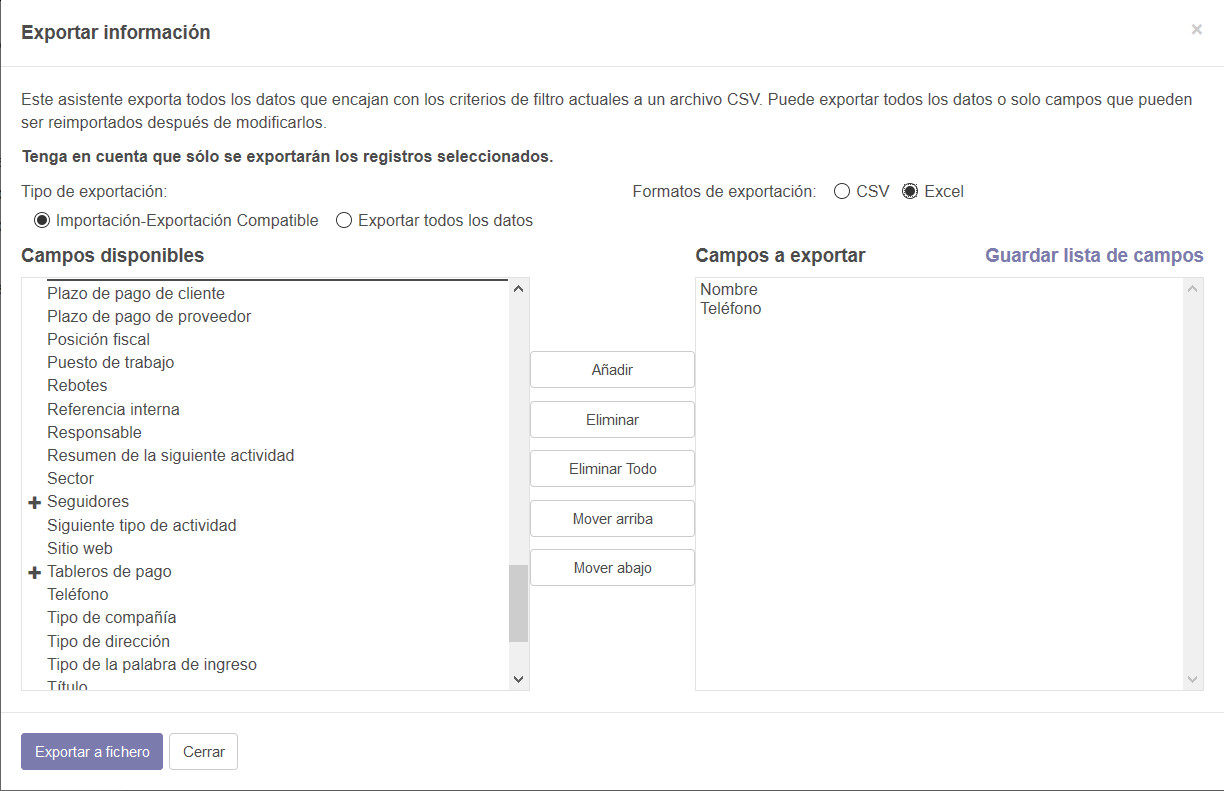 Exportar información
×
Este asistente exporta todos los datos que encajan con los criterios de filtro actuales a un archivo CSV. Puede exportar todos los datos o solo campos que pueden
ser reimportados después de modificarlos.
Tenga en cuenta que sólo se exportarán los registros seleccionados.
Tipo de exportación:
Formatos de exportación: CSV Excel
Importación-Exportación Compatible Exportar todos los datos
Campos disponibles
Plazo de pago de cliente
Plazo de pago de proveedor
Posición fiscal
Puesto de trabajo
Rebotes
Referencia interna
Responsable
Resumen de la siguiente actividad
Sector
Seguidores
Siguiente tipo de actividad
Sitio web
Tableros de pago
Teléfono
Tipo de compañía
Tipo de dirección
Tipo de la palabra de ingreso
Título
Añadir
Eliminar
Eliminar Todo
Mover arriba
Mover abajo
Campos a exportar
Guardar lista de campos
Nombre
Teléfono
Exportar a fichero
Cerrar